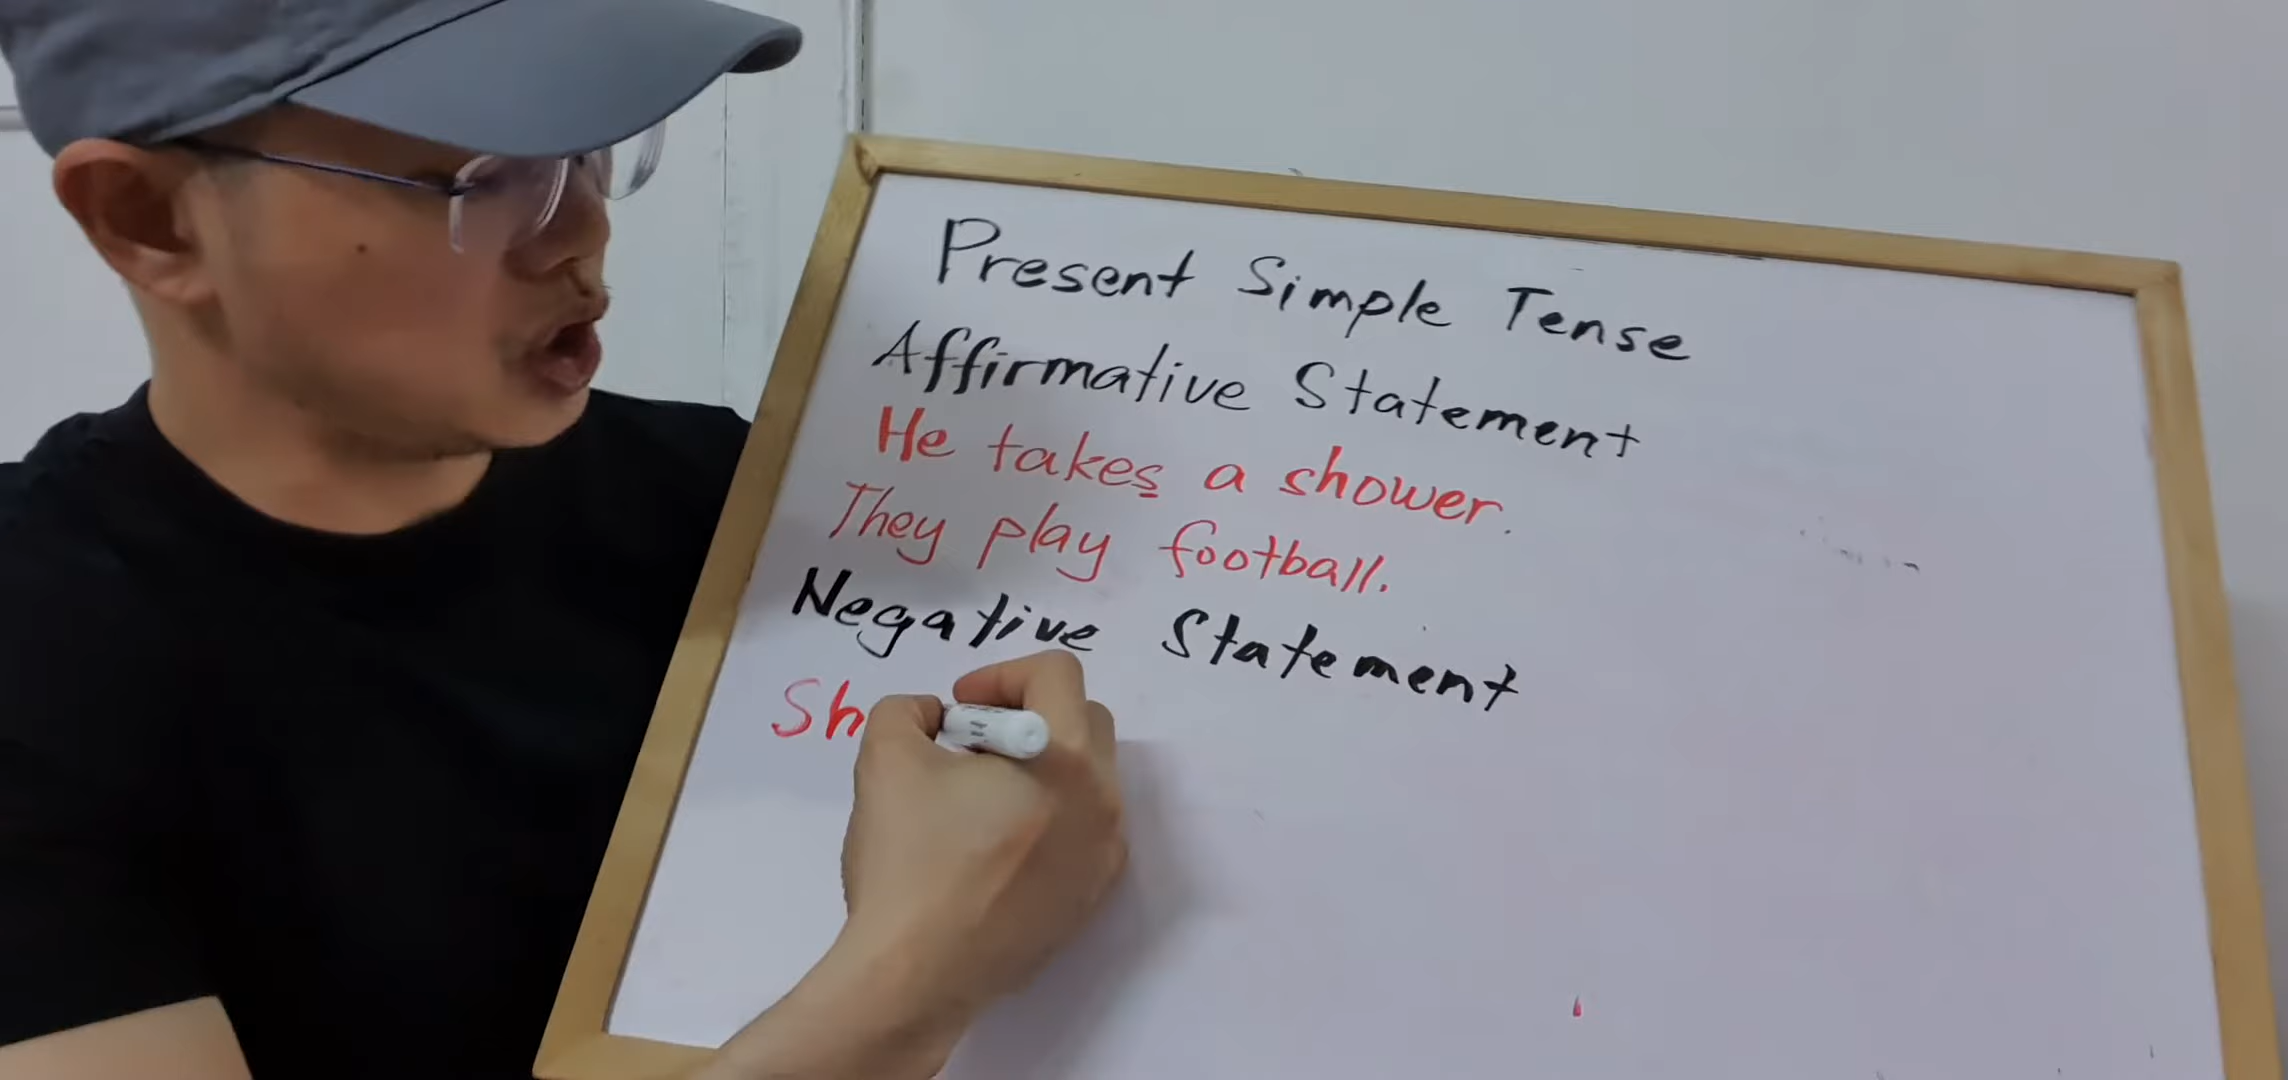 Present Simple Tense
Affirmative Statement
He takes a shower.
They play football.
Negative Statement
Sh